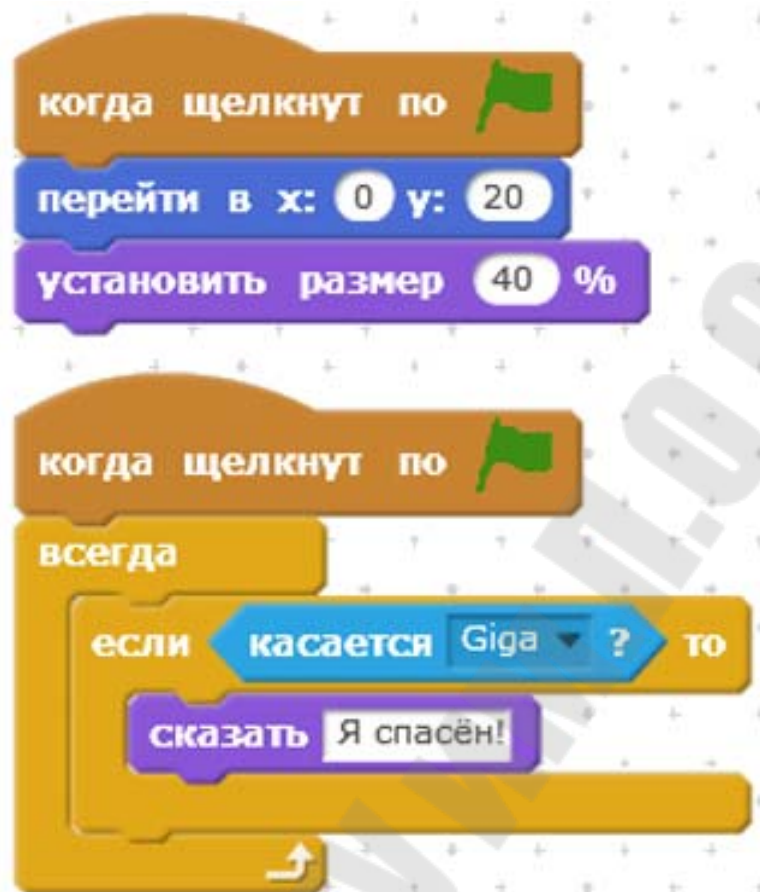 когда щелкнут по
перейти в x: 0 y: 20
установить размер 40 %
когда щелкнут по
всегда
если касается Giga ? то
сказать Я спасён!